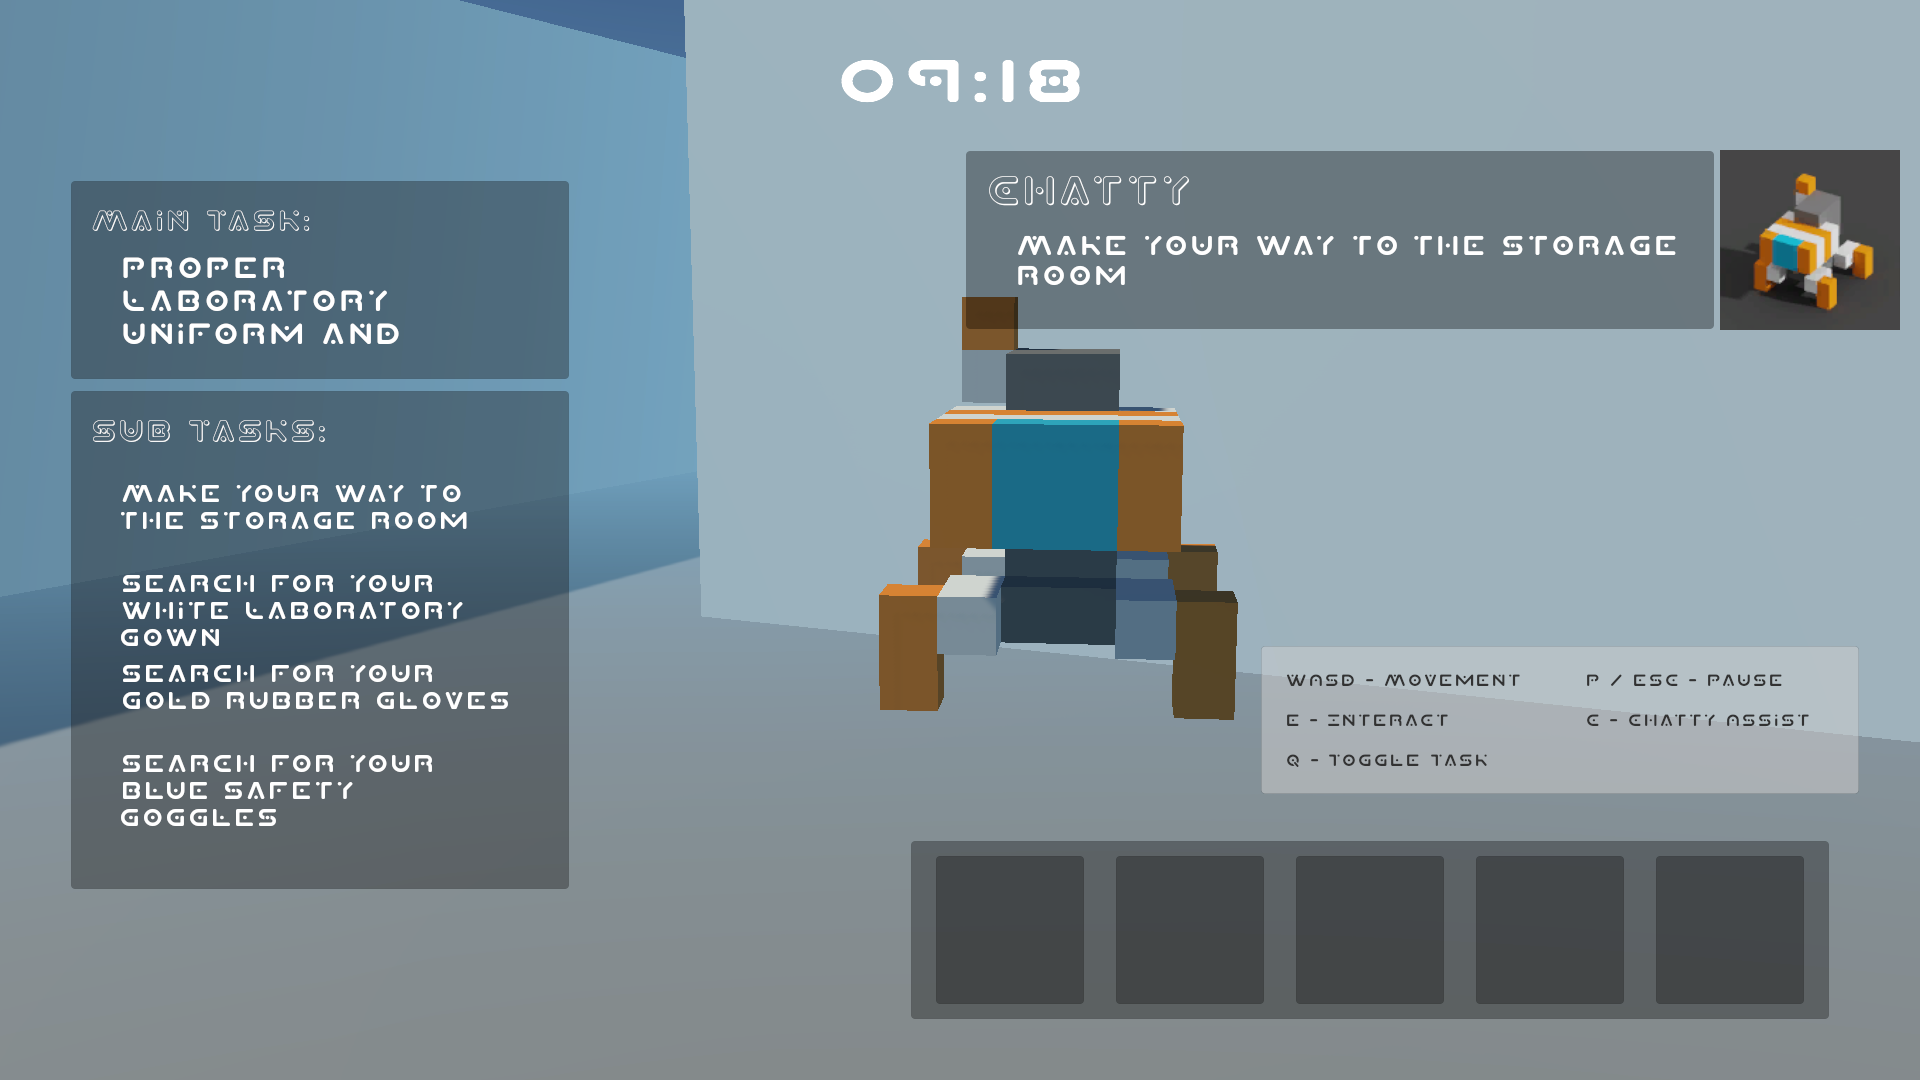 09:18
MAIN TASK:
PROPER
LABORATORY
UNIFORM AND
SUB TASKS:
MAKE YOUR WAY TO
THE STORAGE ROOM
SEARCH FOR YOUR
WHITE LABORATORY
GOWN
SEARCH FOR YOUR
GOLD RUBBER GLOVES
SEARCH FOR YOUR
BLUE SAFETY
GOGGLES
CHATTY
MAKE YOUR WAY TO THE STORAGE
ROOM
WASD - MOVEMENT
P / ESC - PAUSE
E - INTERACT
C - CHATTY ASSIST
Q - TOGGLE TASK